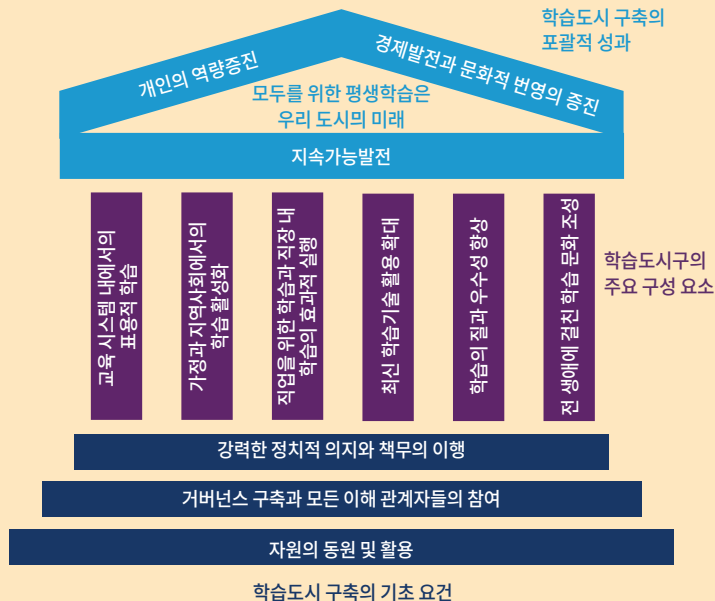 학습도시 구축의
포괄적 성과
개인의 역량증진
경제발전과 문화적 번영의 증진
모두를 위한 평생학습은
우리 도시의 미래
지속가능발전
교육 시스템 내에서의
표용적 학습
가정과 지역사회에서의
학습 활성화
직업을 위한 학습과 직장 내
학습의 효과적 실행
최신 학습기술 활용 확대
학습의 질과 우수성 향상
전 생애에 걸친 학습 문화 조성
학습도시구의
주요 구성 요소
강력한 정치적 의지와 책무의 이행
거버넌스 구축과 모든 이해 관계자들의 참여
자원의 동원 및 활용
학습도시 구축의 기초 요건